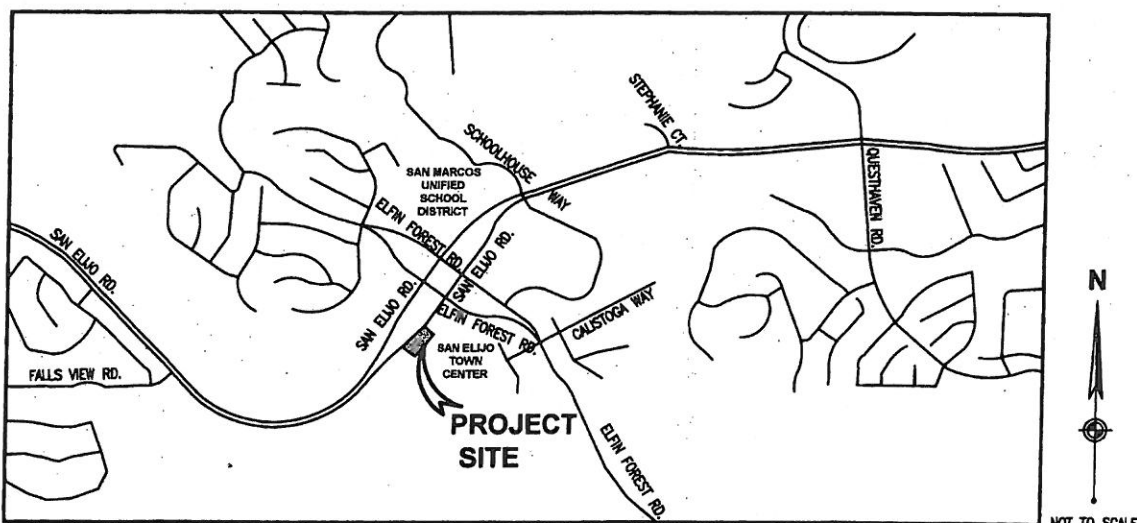 STEPHANIE CT
SCHOOLHOUSE WAY
SAN MARCOS
UNIFIED
SCHOOL
DISTRICT
QUESTHAVEN RD.
ELFIN FOREST RD.
SAN ELIJO RD.
SAN ELIJO RD.
SAN ELIJO RD.
ELFIN FOREST RD.
CALISTOGA WAY
SAN ELIJO
TOWN
CENTER
FALLS VIEW RD.
PROJECT
SITE
ELFIN FOREST RD.
N
NOT TO SCALE